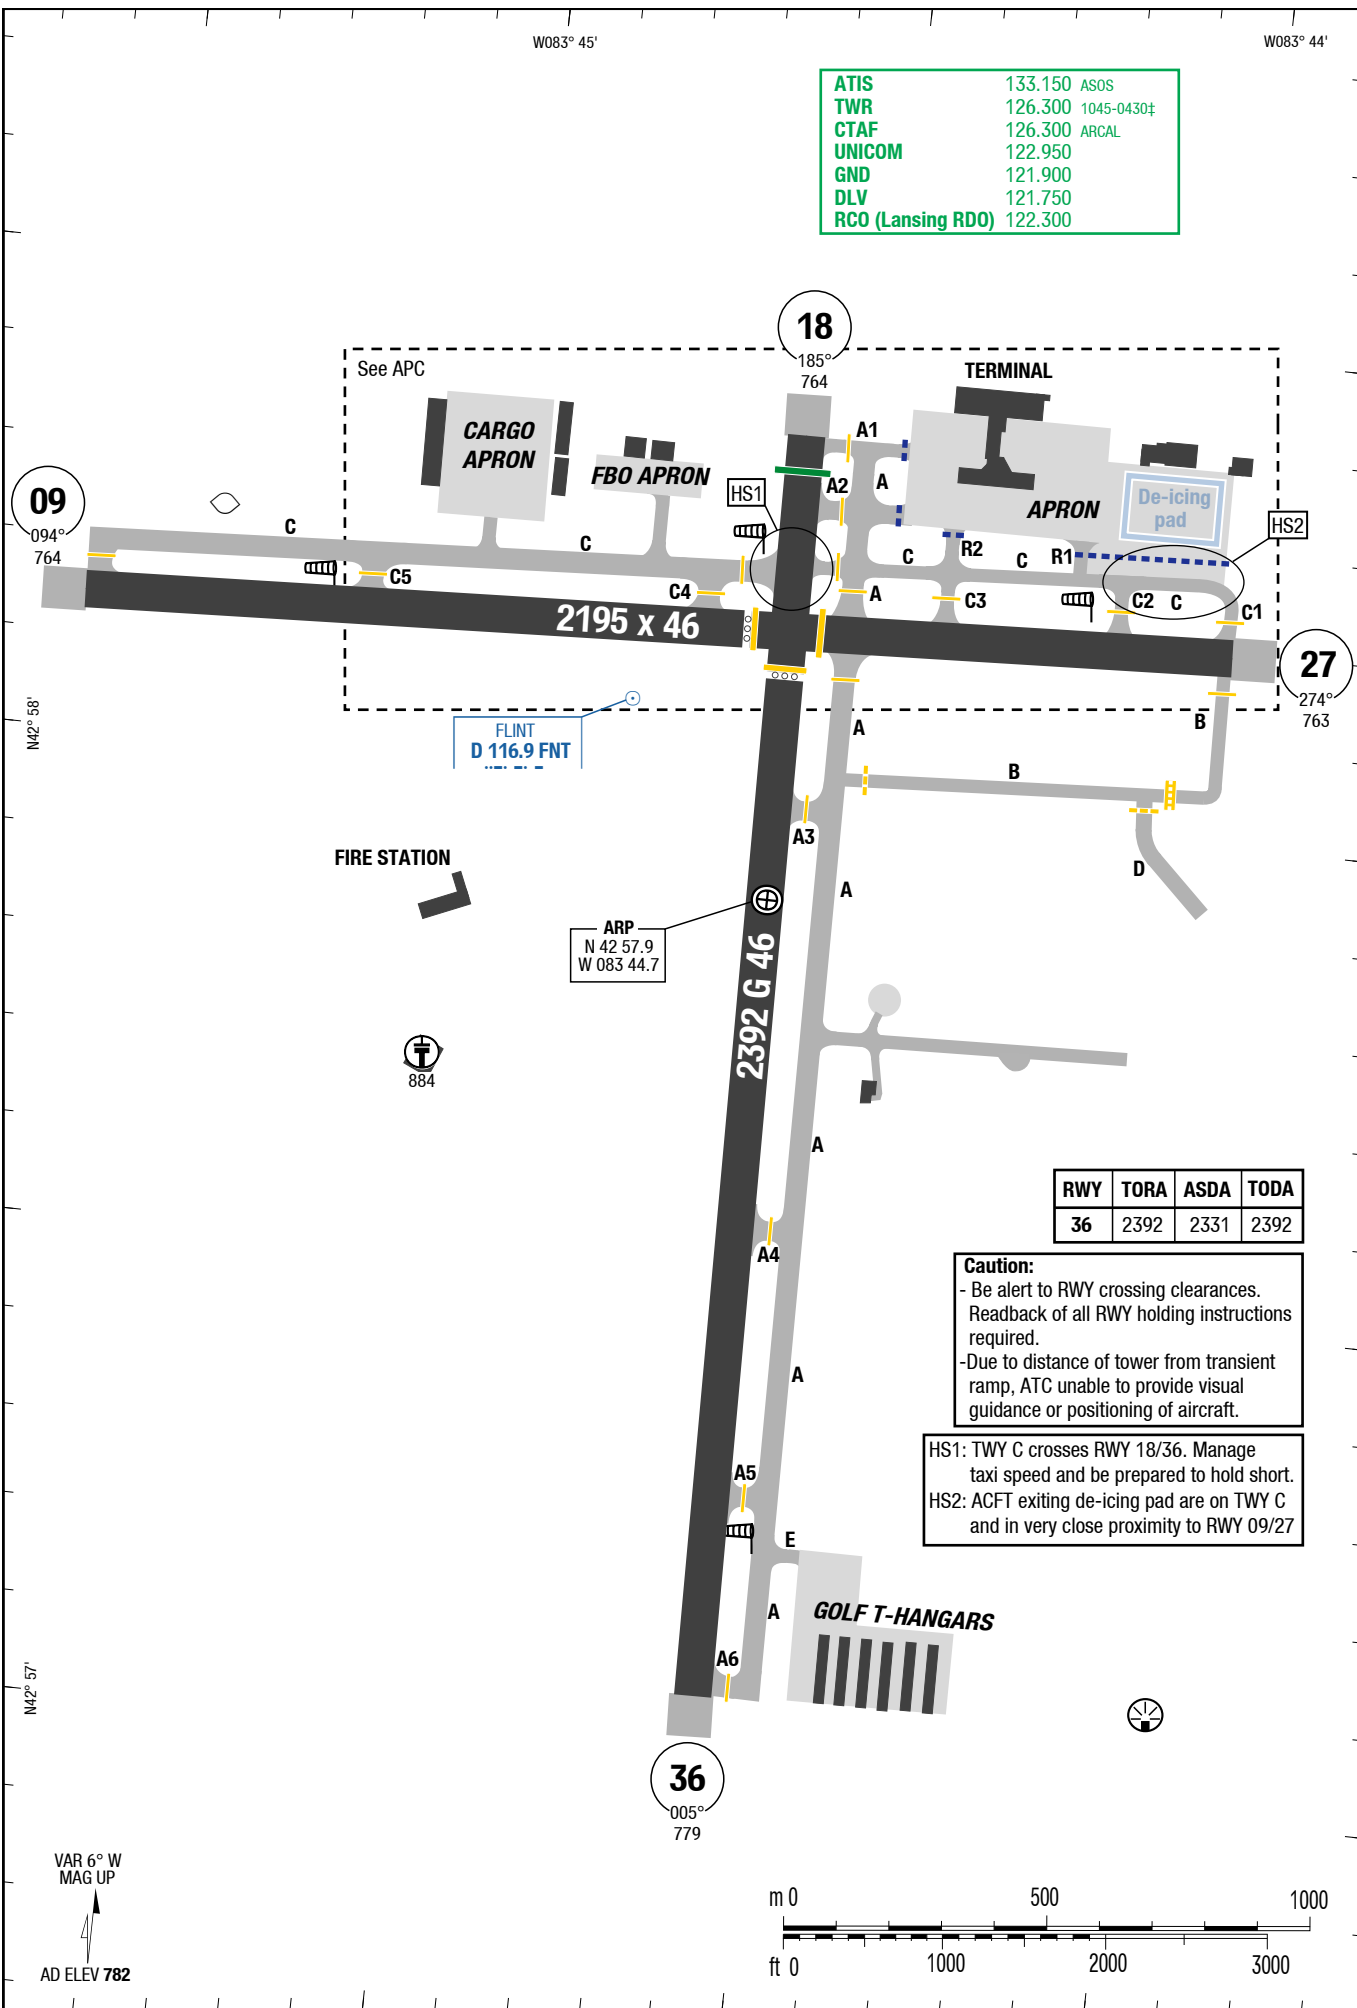 W083° 45'
W083° 44'
ATIS 133.150 ASOS
TWR 126.300 1045-0430‡
CTAF 126.300 ARCAL
UNICOM 122.950
GND 121.900
DLV 121.750
RCO (Lansing RDO) 122.300
18
185°
764
See APC
TERMINAL
CARGO
APRON
FBO APRON
A1
A
A2
HS1
APRON
De-icing
pad
HS2
09
094°
764
C
C
C
R2
C
R1
C5
C4
A
C3
C2
C
C1
2195 x 46
27
274°
763
N42° 58'
FLINT
D 116.9 FNT
A
B
B
A3
D
FIRE STATION
A
ARP
N 42 57.9
W 083 44.7
2392 G 46
884
A
RWY TORA ASDA TODA
36 2392 2331 2392
A4
Caution:
- Be alert to RWY crossing clearances.
Readback of all RWY holding instructions
required.
-Due to distance of tower from transient
ramp, ATC unable to provide visual
guidance or positioning of aircraft.
A
HS1: TWY C crosses RWY 18/36. Manage
taxi speed and be prepared to hold short.
HS2: ACFT exiting de-icing pad are on TWY C
and in very close proximity to RWY 09/27
A5
E
A
GOLF T-HANGARS
A6
N42° 57'
36
005°
779
VAR 6° W
MAG UP
AD ELEV 782
m 0 500 1000
ft 0 1000 2000 3000